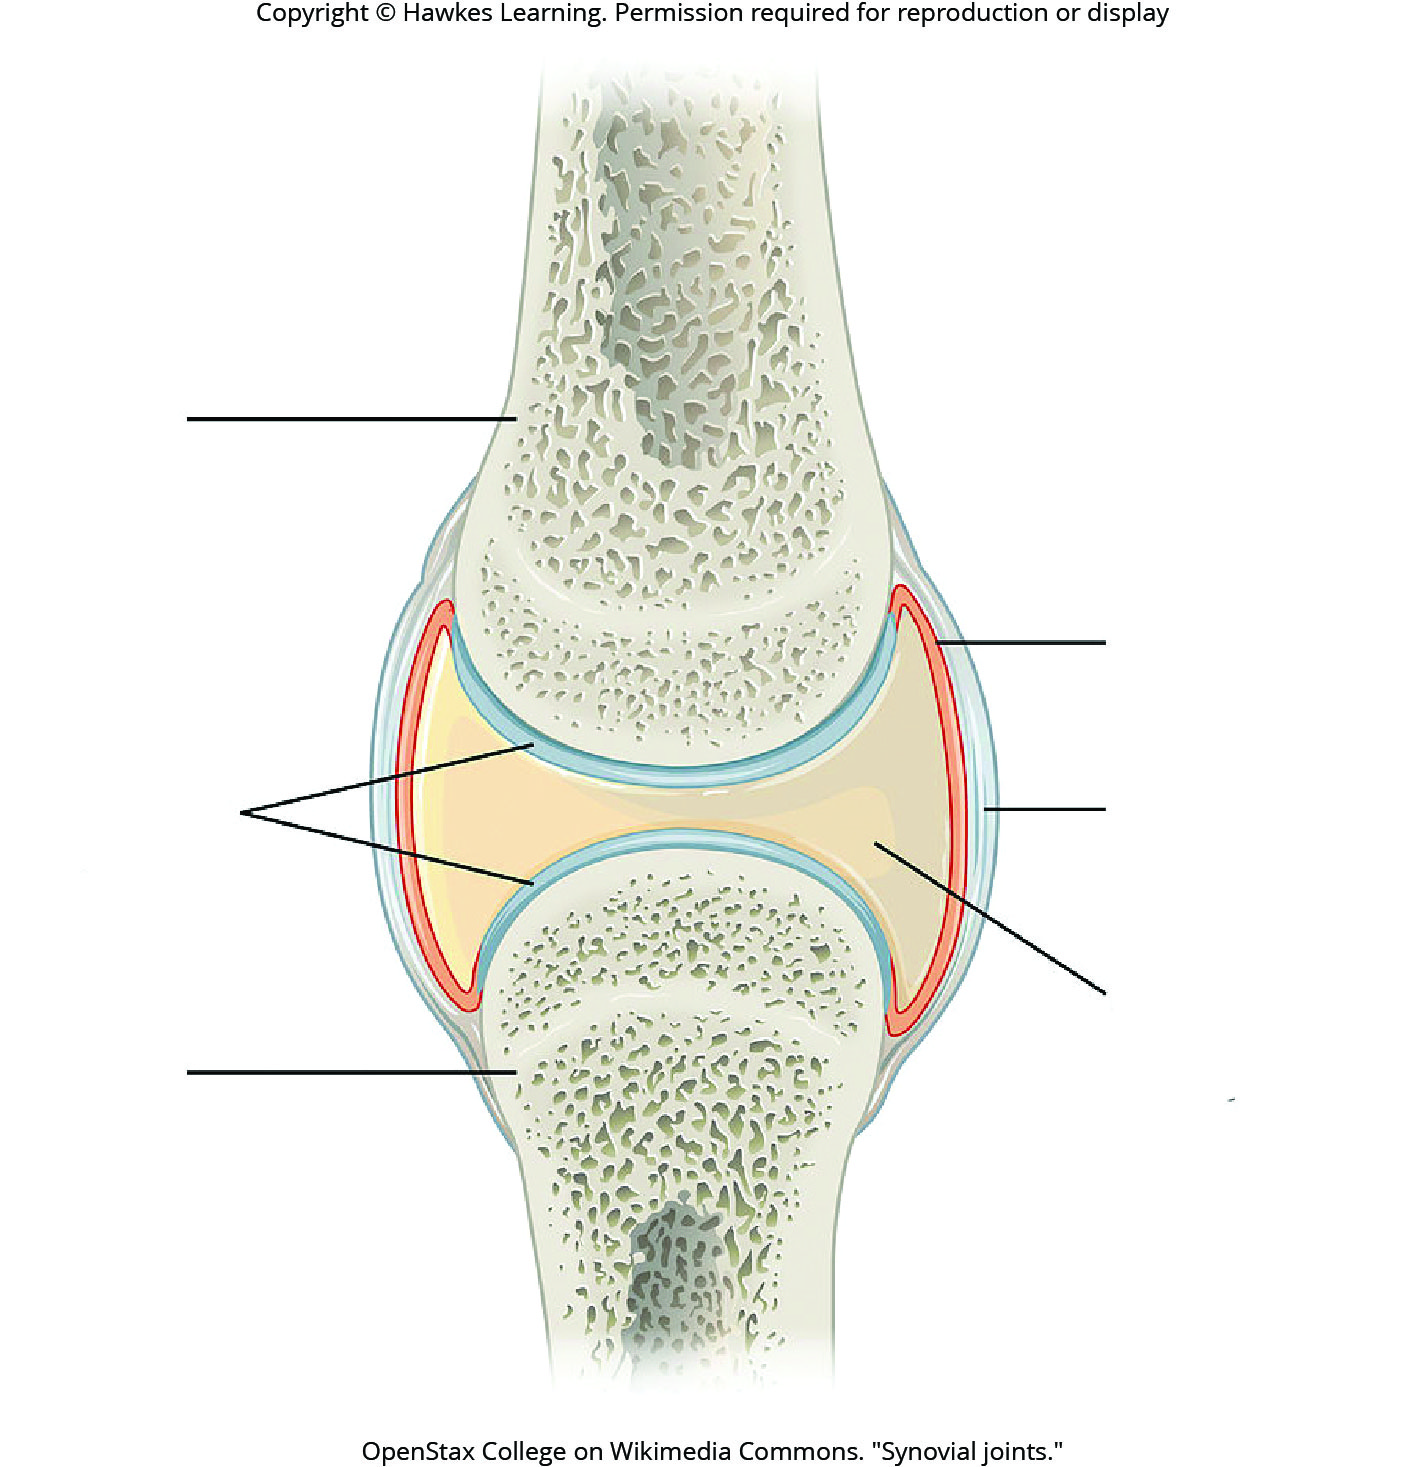 Copyright © Hawkes Learning. Permission required for reproduction or display
OpenStax College on Wikimedia Commons. "Synovial joints."